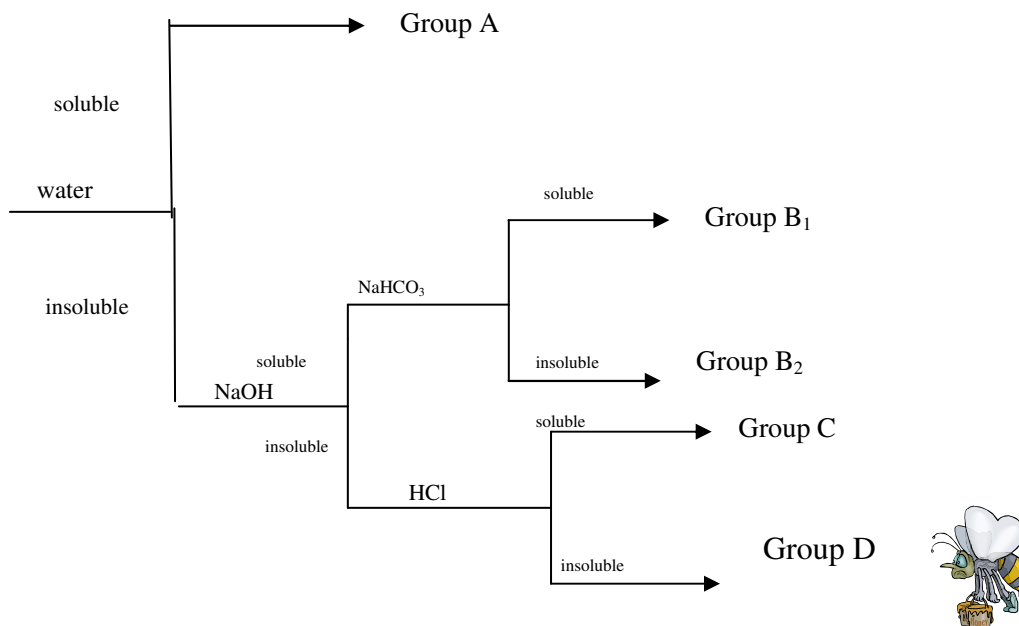 Group A
soluble
water
soluble
Group B₁
NaHCO₃
insoluble
soluble
insoluble
Group B₂
NaOH
soluble
Group C
insoluble
HCl
Group D
insoluble